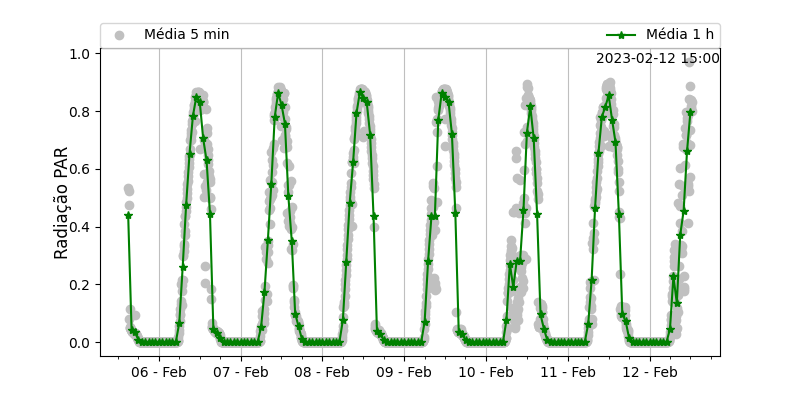 Média 5 min
Média 1 h
2023-02-12 15:00
Radiação PAR
1.0
0.8
0.6
0.4
0.2
0.0
06 - Feb
07 - Feb
08 - Feb
09 - Feb
10 - Feb
11 - Feb
12 - Feb